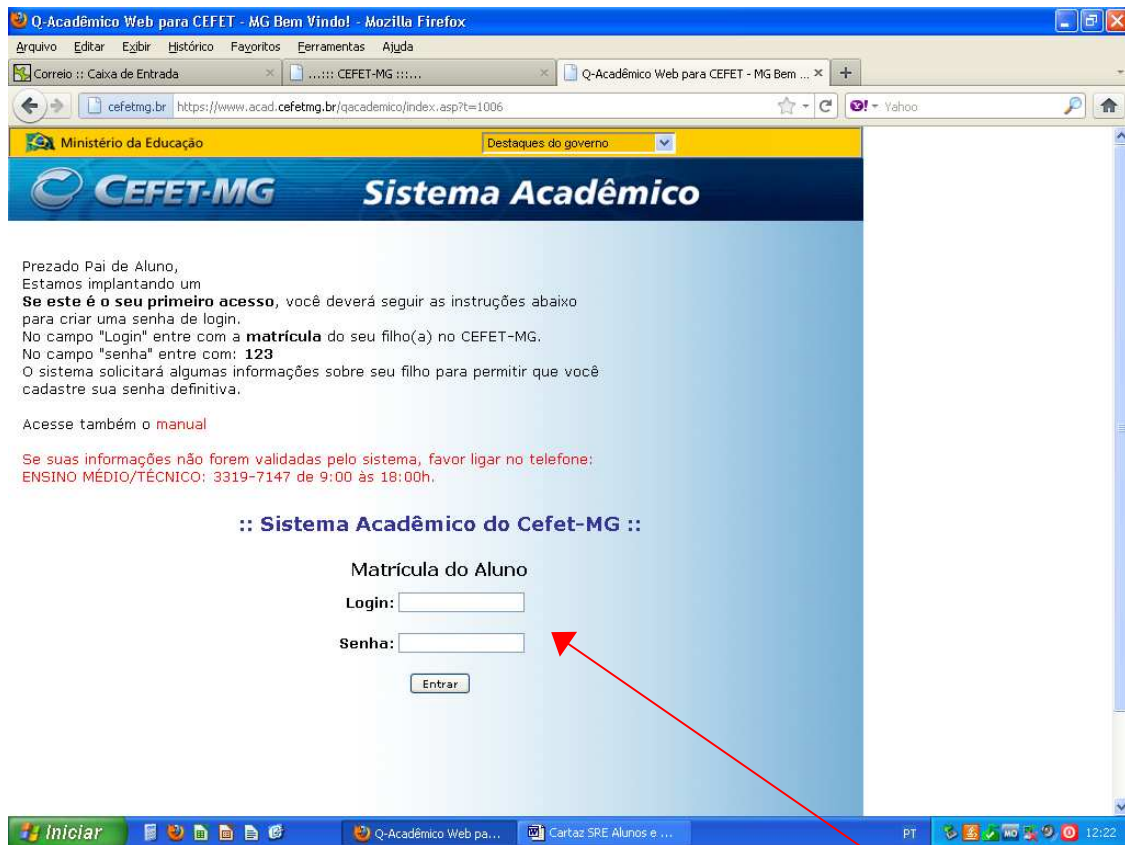 Q-Acadêmico Web para CEFET - MG Bem Vindo! - Mozilla Firefox
Arquivo Editar Exibir Histórico Favoritos Ferramentas Ajuda
Correio :: Caixa de Entrada
...::: CEFET-MG :::...
Q-Acadêmico Web para CEFET - MG Bem ...
cefetmg.br https://www.acad.cefetmg.br/qacademico/index.asp?t=1006
Yahoo
Ministério da Educação
Destaques do governo
CEFET-MG Sistema Acadêmico
Prezado Pai de Aluno,
Estamos implantando um
Se este é o seu primeiro acesso, você deverá seguir as instruções abaixo
para criar uma senha de login.
No campo "Login" entre com a matrícula do seu filho(a) no CEFET-MG.
No campo "senha" entre com: 123
O sistema solicitará algumas informações sobre seu filho para permitir que você
cadastre sua senha definitiva.
Acesse também o manual
Se suas informações não forem validadas pelo sistema, favor ligar no telefone:
ENSINO MÉDIO/TÉCNICO: 3319-7147 de 9:00 às 18:00h.
:: Sistema Acadêmico do Cefet-MG ::
Matrícula do Aluno
Login:
Senha:
Entrar
Iniciar
Q-Acadêmico Web pa...
Cartaz SRE Alunos e ...
PT
12:22